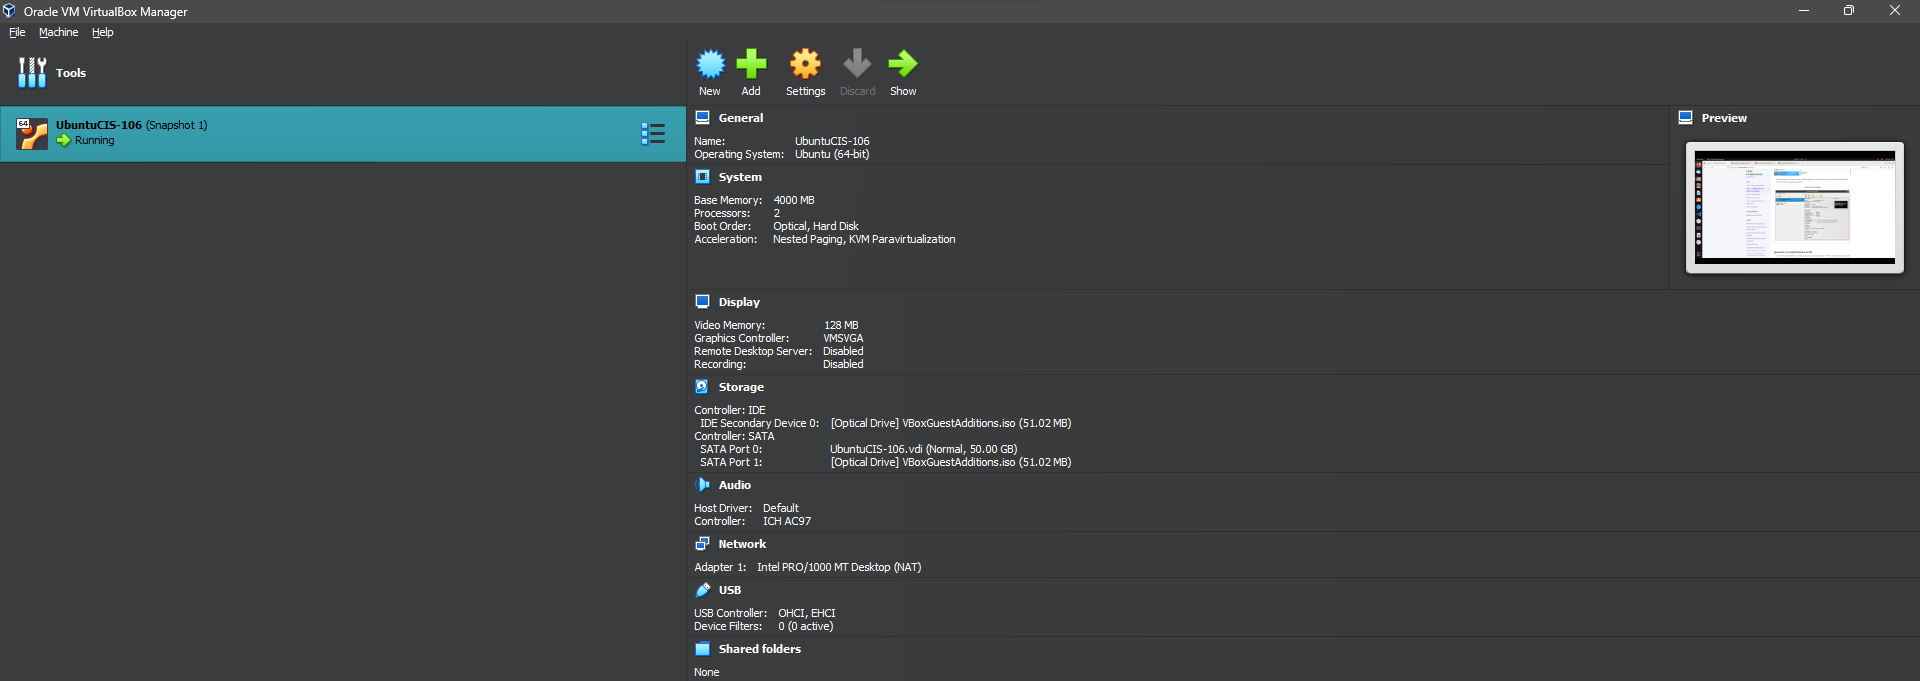 Oracle VM VirtualBox Manager
File Machine Help
Tools
New Add Settings Discard Show
64
UbuntuCIS-106 (Snapshot 1)
Running
General
Name: UbuntuCIS-106
Operating System: Ubuntu (64-bit)
System
Base Memory: 4000 MB
Processors: 2
Boot Order: Optical, Hard Disk
Acceleration: Nested Paging, KVM Paravirtualization
Preview
Display
Video Memory: 128 MB
Graphics Controller: VMSVGA
Remote Desktop Server: Disabled
Recording: Disabled
Storage
Controller: IDE
IDE Secondary Device 0: [Optical Drive] VBoxGuestAdditions.iso (51.02 MB)
Controller: SATA
SATA Port 0: UbuntuCIS-106.vdi (Normal, 50.00 GB)
SATA Port 1: [Optical Drive] VBoxGuestAdditions.iso (51.02 MB)
Audio
Host Driver: Default
Controller: ICH AC97
Network
Adapter 1: Intel PRO/1000 MT Desktop (NAT)
USB
USB Controller: OHCI, EHCI
Device Filters: 0 (0 active)
Shared folders
None